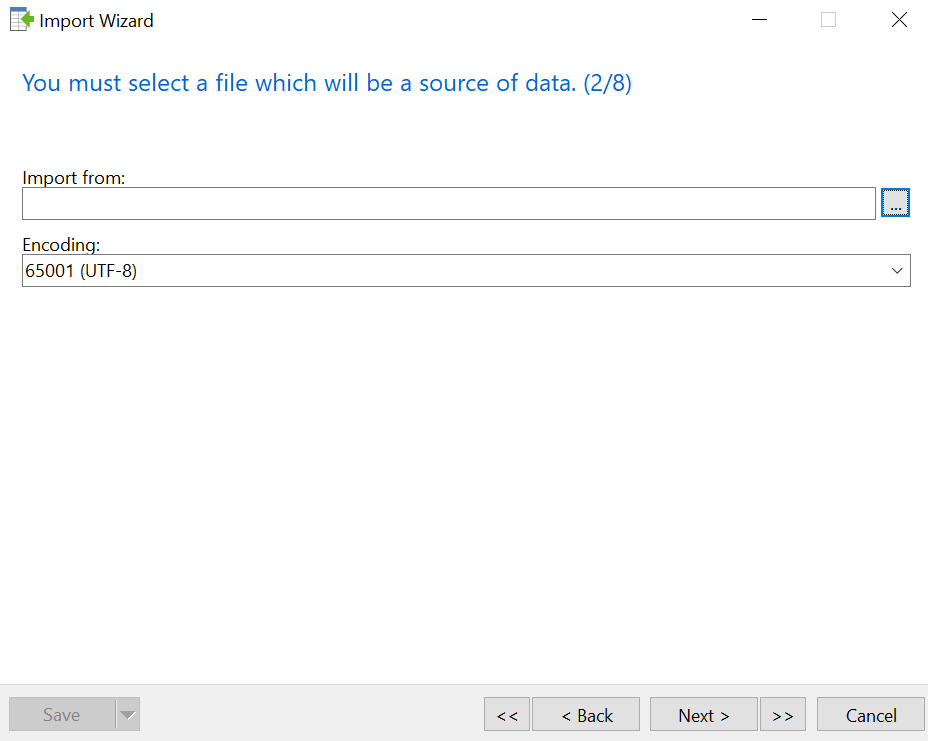 Import Wizard
You must select a file which will be a source of data. (2/8)
Import from:
...
Encoding:
65001 (UTF-8)
Save << < Back Next > >> Cancel